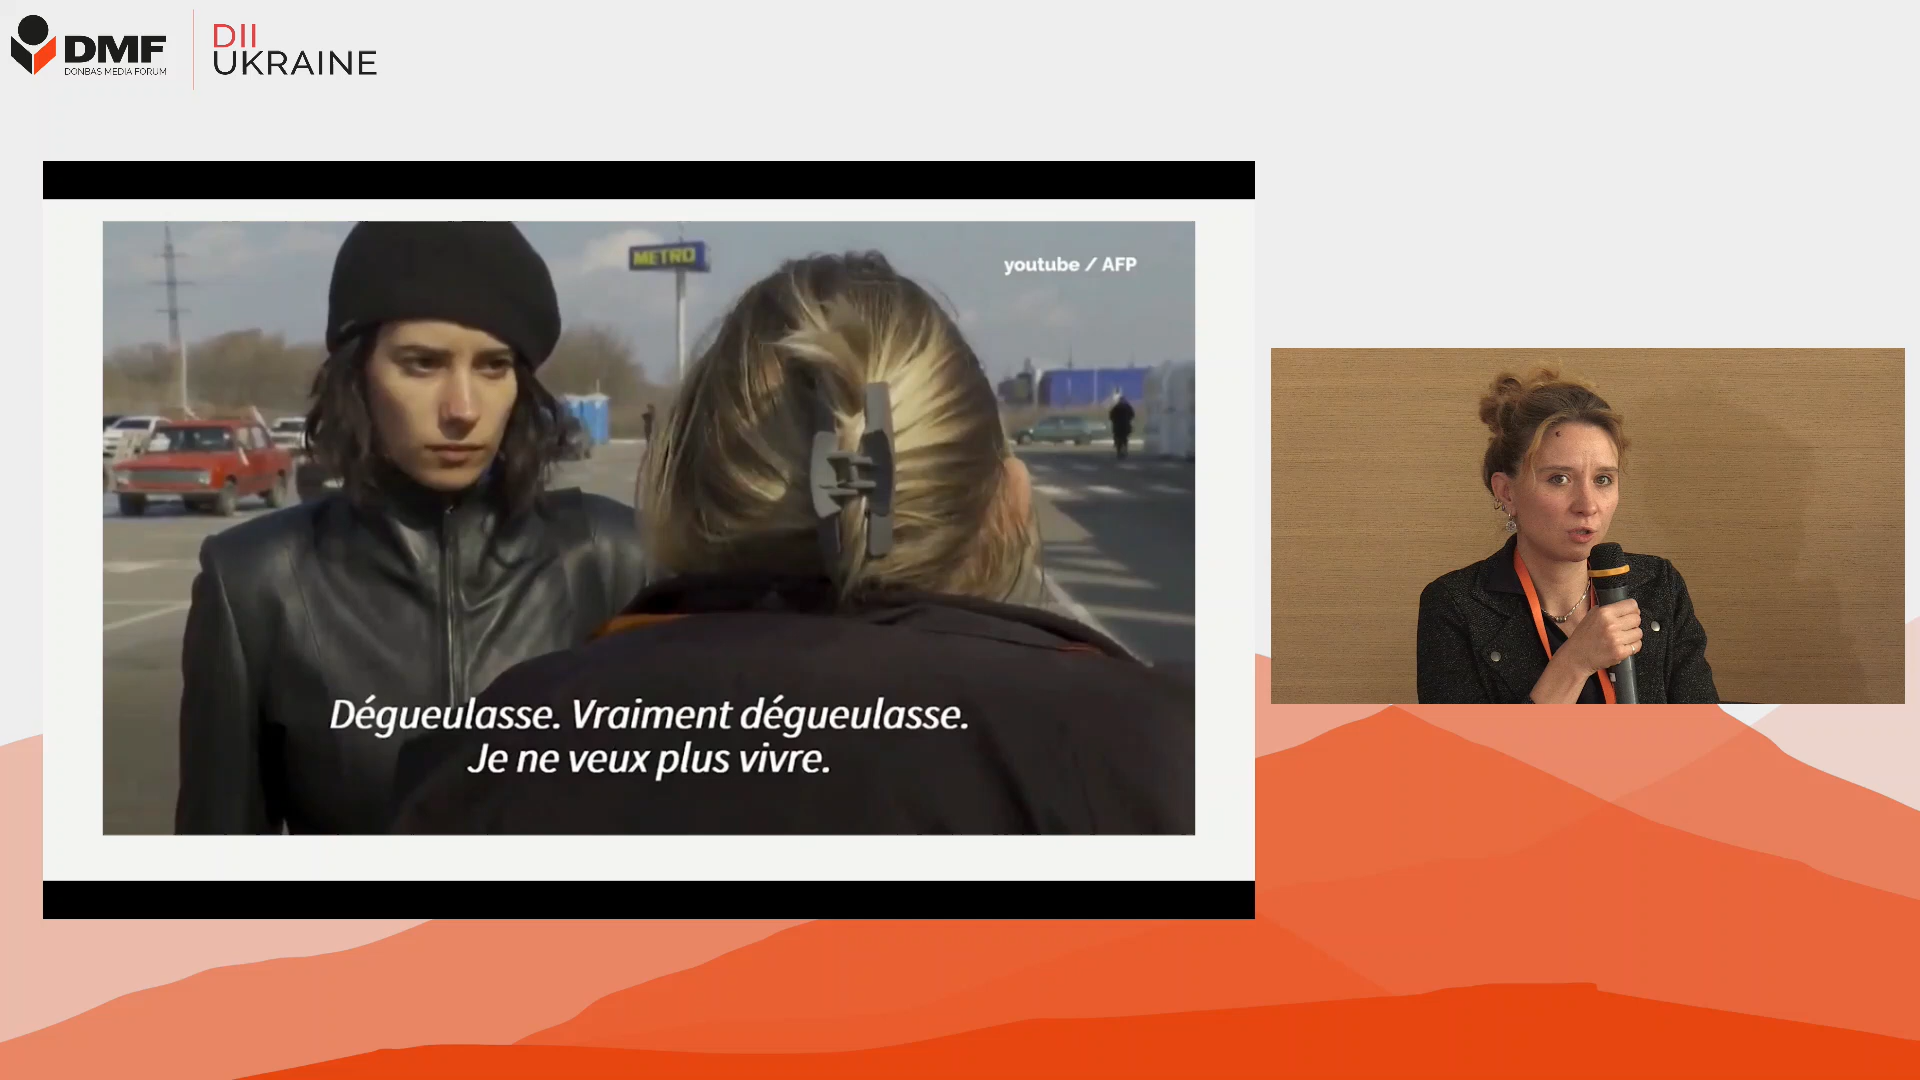 DMF
DONBAS MEDIA FORUM
DII
UKRAINE
METRO
youtube / AFP
Dégueulasse. Vraiment dégueulasse.
Je ne veux plus vivre.